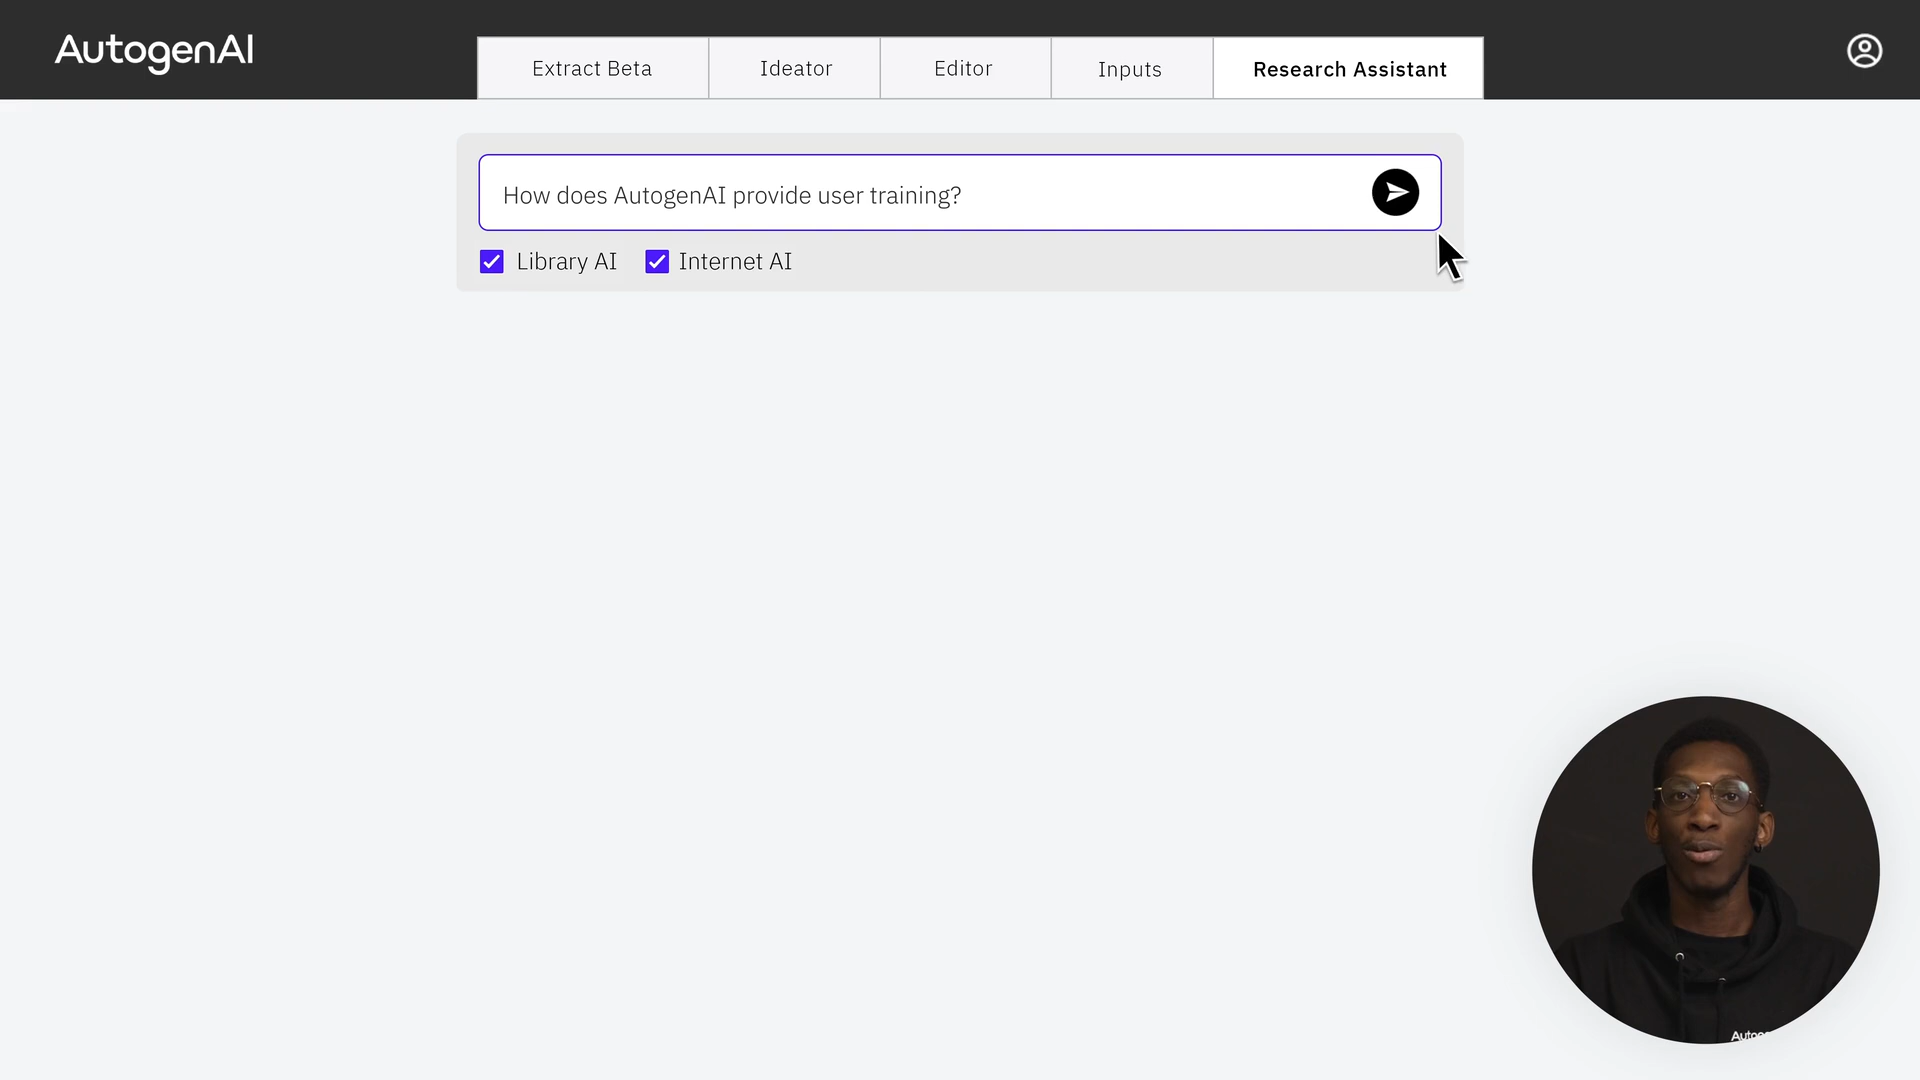 AutogenAI
Extract Beta
Ideator
Editor
Inputs
Research Assistant
How does AutogenAI provide user training?
Library AI
Internet AI